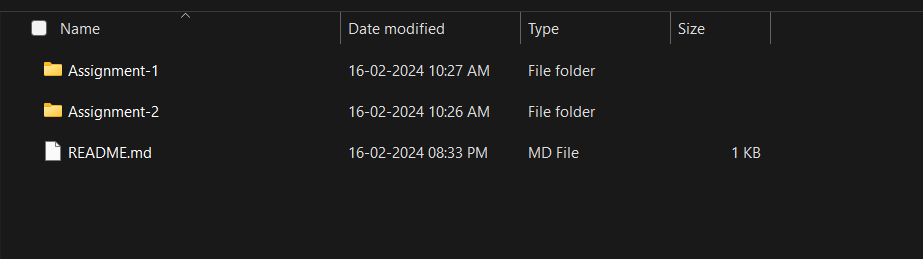 Name Date modified Type Size
Assignment-1 16-02-2024 10:27 AM File folder
Assignment-2 16-02-2024 10:26 AM File folder
README.md 16-02-2024 08:33 PM MD File 1 KB